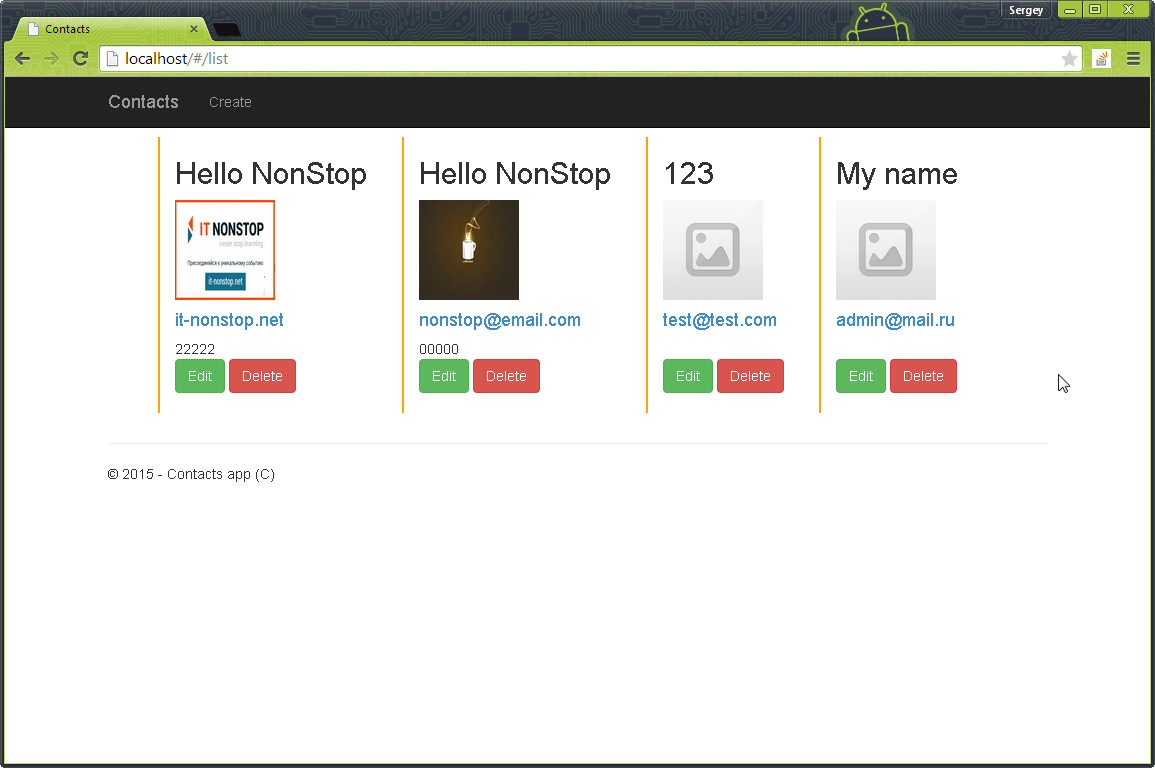 Contacts
Sergey
localhost/#/list
Contacts Create
Hello NonStop
IT NONSTOP
never stop learning
Присоединяйся к уникальному событию
it-nonstop.net
it-nonstop.net
22222
Edit Delete
Hello NonStop
nonstop@email.com
00000
Edit Delete
123
test@test.com
Edit Delete
My name
admin@mail.ru
Edit Delete
© 2015 - Contacts app (C)